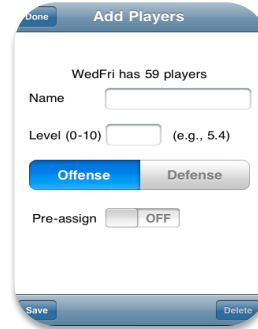 Done Add Players
WedFri has 59 players
Name
Level (0-10) (e.g., 5.4)
Offense Defense
Pre-assign OFF
Save Delete